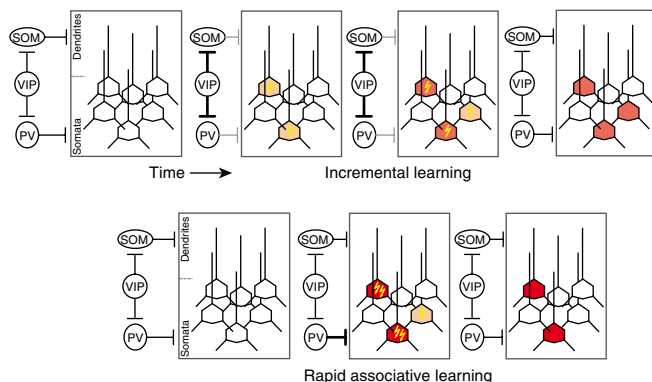 SOM
VIP
PV
Dendrites
Somata
SOM
VIP
PV
SOM
VIP
PV
SOM
VIP
PV
Time
Incremental learning
SOM
VIP
PV
Dendrites
Somata
SOM
VIP
PV
SOM
VIP
PV
Rapid associative learning